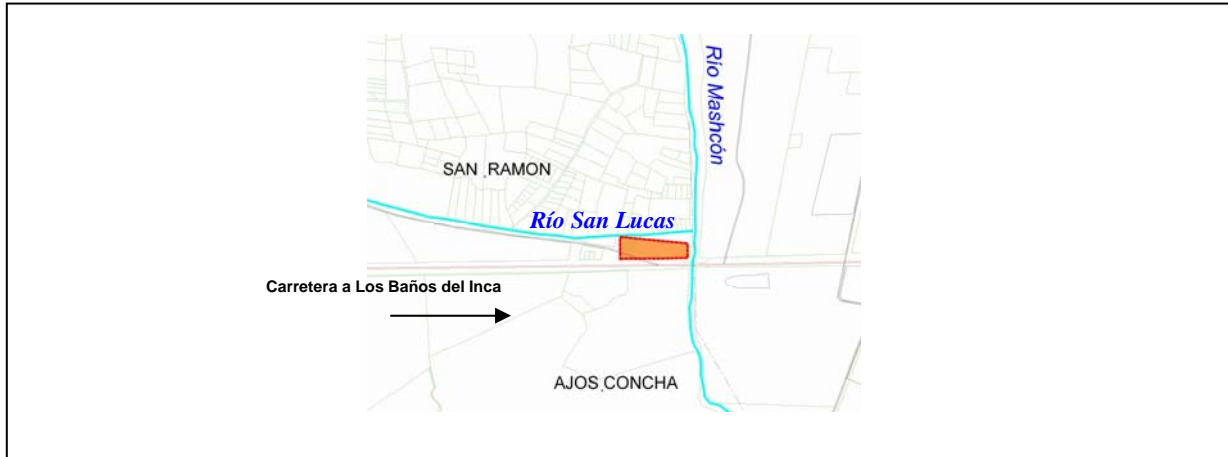 Río Mashcón
SAN RAMON
Río San Lucas
Carretera a Los Baños del Inca
AJOS CONCHA